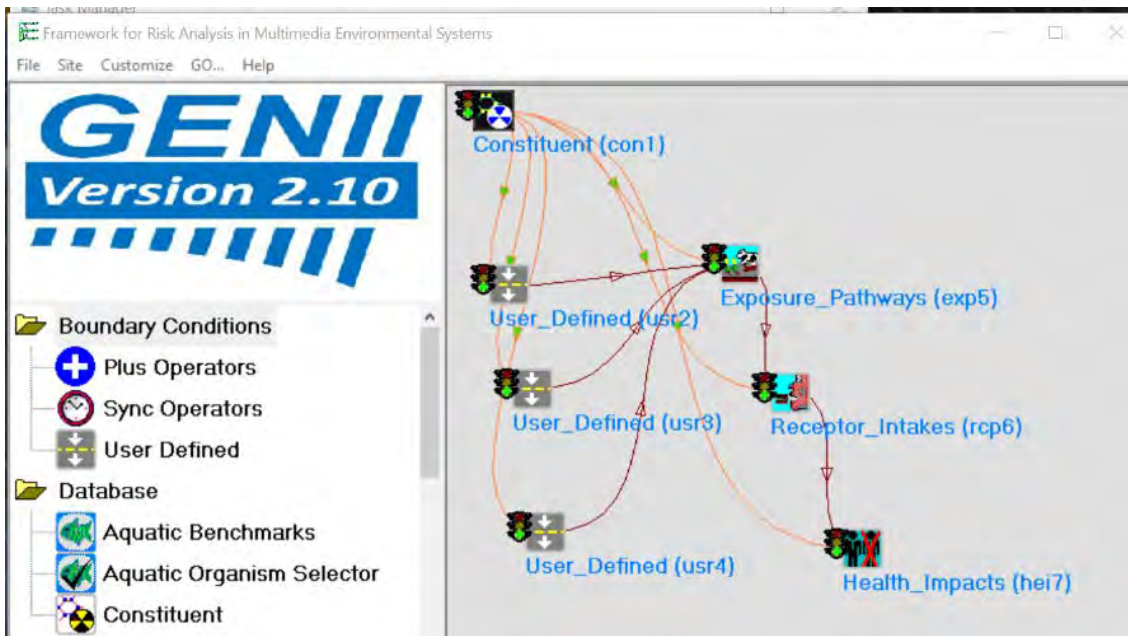 Task Manager
Framework for Risk Analysis in Multimedia Environmental Systems
File Site Customize GO... Help
GENII
Version 2.10
Boundary Conditions
Plus Operators
Sync Operators
User Defined
Database
Aquatic Benchmarks
Aquatic Organism Selector
Constituent
Constituent (con1)
User_Defined (usr2)
Exposure_Pathways (exp5)
User_Defined (usr3)
Receptor_Intakes (rcp6)
User_Defined (usr4)
Health_Impacts (hei7)